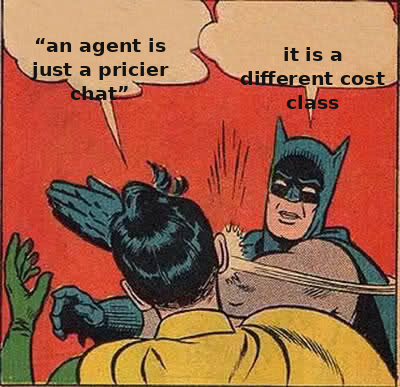 “an agent is
just a pricier
chat”
it is a
different cost
class